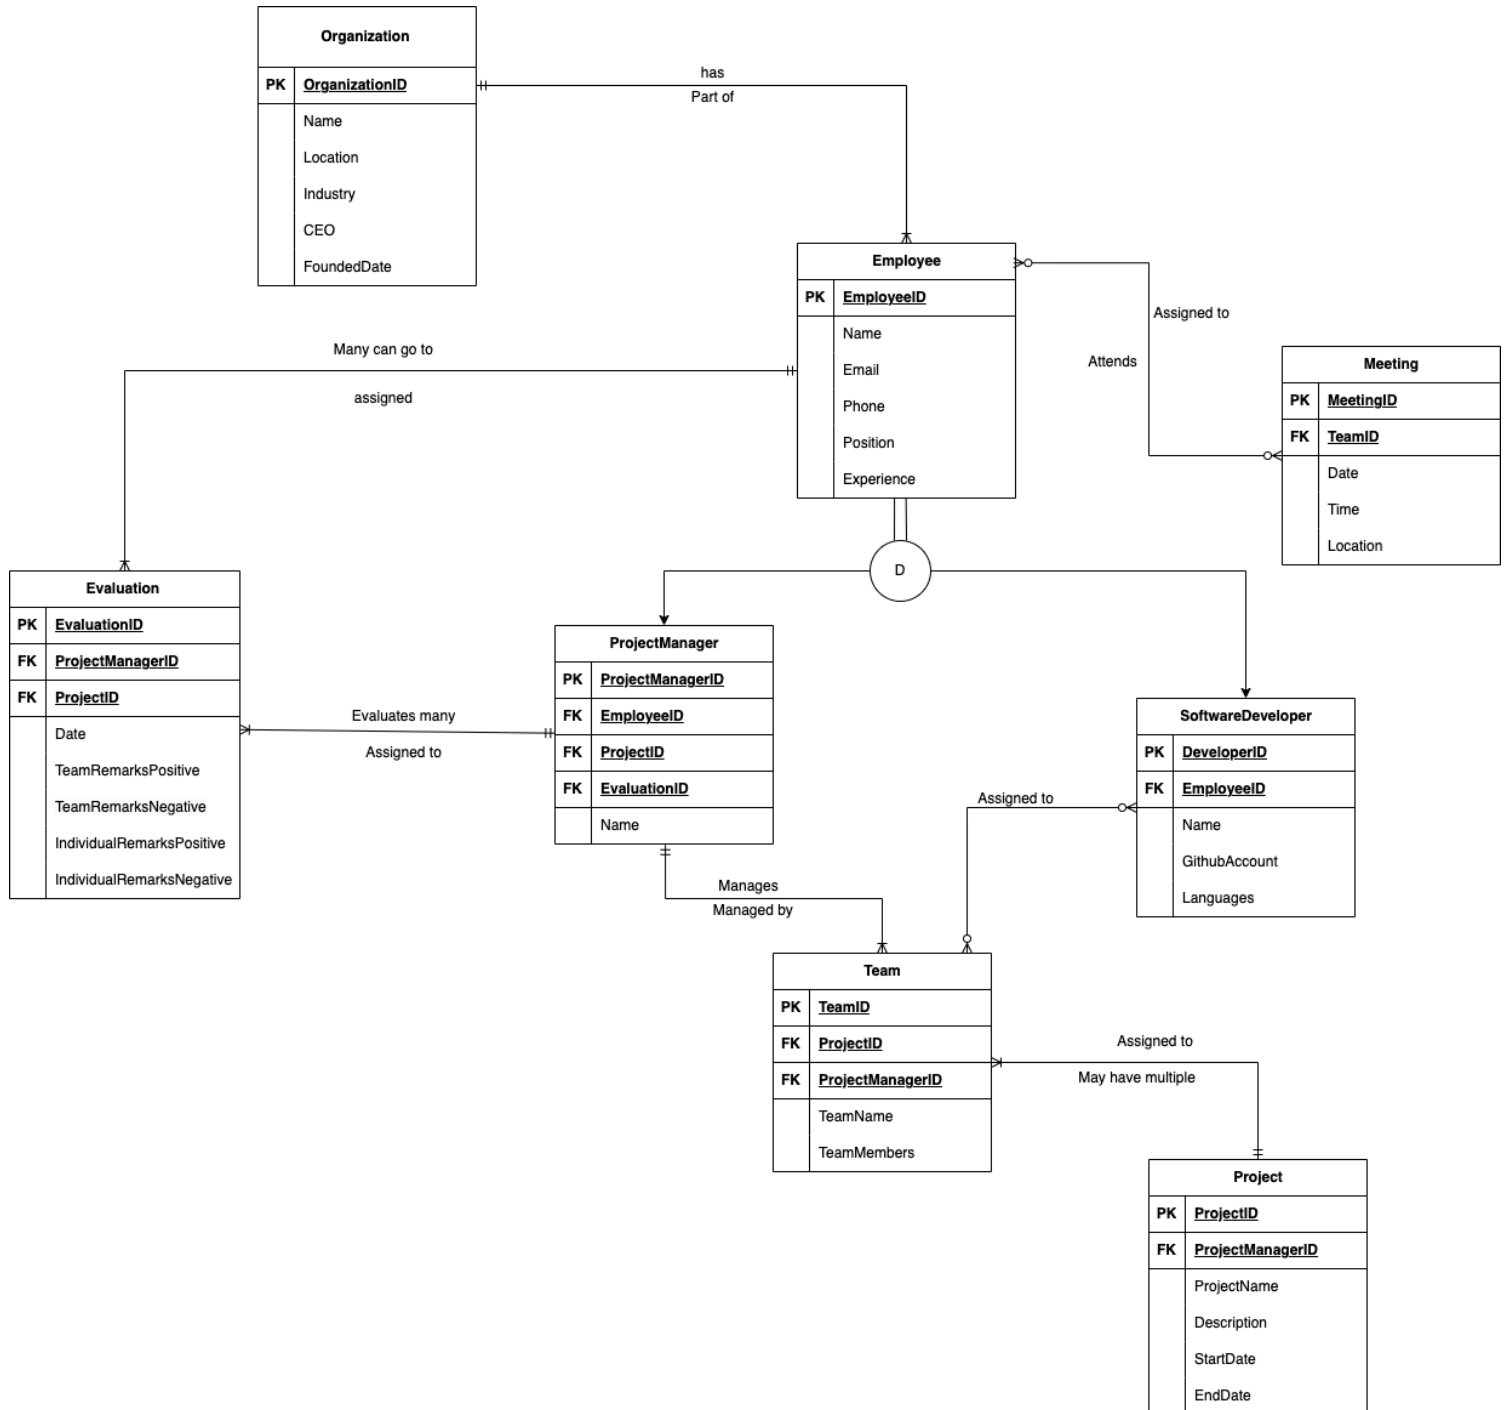 Organization
PK OrganizationID
Name
Location
Industry
CEO
FoundedDate
has
Part of
Employee
PK EmployeeID
Name
Email
Phone
Position
Experience
Assigned to
Attends
Meeting
PK MeetingID
FK TeamID
Date
Time
Location
Many can go to
assigned
D
Evaluation
PK EvaluationID
FK ProjectManagerID
FK ProjectID
Date
TeamRemarksPositive
TeamRemarksNegative
IndividualRemarksPositive
IndividualRemarksNegative
Evaluates many
Assigned to
ProjectManager
PK ProjectManagerID
FK EmployeeID
FK ProjectID
FK EvaluationID
Name
SoftwareDeveloper
PK DeveloperID
FK EmployeeID
Name
GithubAccount
Languages
Assigned to
Manages
Managed by
Team
PK TeamID
FK ProjectID
FK ProjectManagerID
TeamName
TeamMembers
Assigned to
May have multiple
Project
PK ProjectID
FK ProjectManagerID
ProjectName
Description
StartDate
EndDate